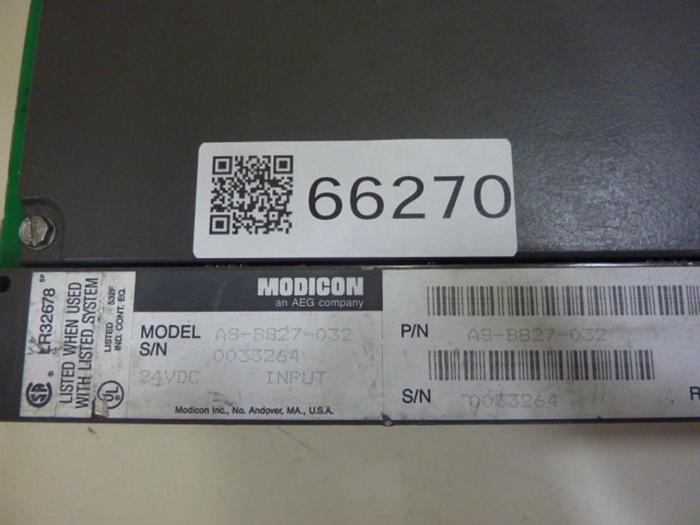 66270
LR32678
LISTED WHEN USED
WITH LISTED SYSTEM
LISTED 532F
IND. CONT. EQ.
MODICON
an AEG company
MODEL AS-B827-032
S/N 0033264
24VDC INPUT
Modicon Inc., No. Andover, MA., U.S.A.
P/N AS-B827-032
S/N 0033264
R